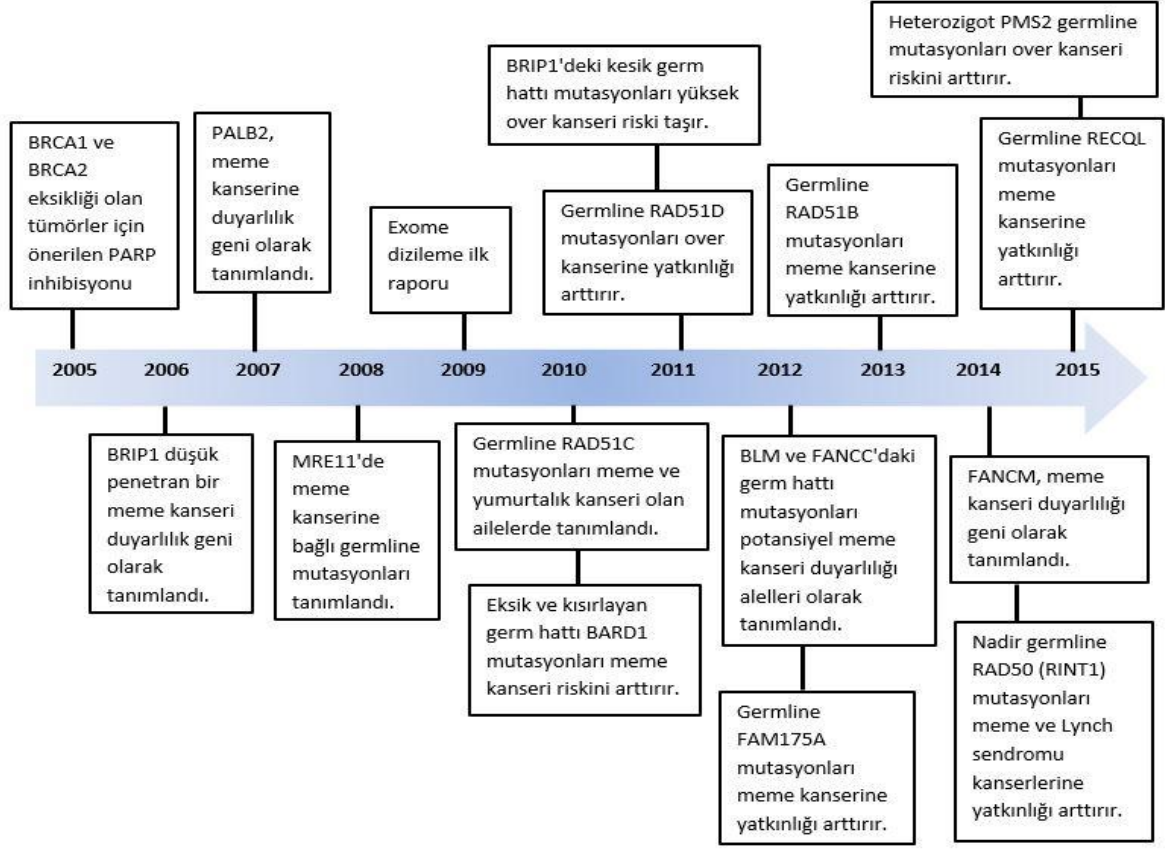 Heterozigot PMS2 germline
mutasyonları over kanseri
riskini arttırır.
BRIP1'deki kesik germ
hattı mutasyonları yüksek
over kanseri riski taşır.
BRCA1 ve
BRCA2
eksikliği olan
tümörler için
önerilen PARP
inhibisyonu
PALB2,
meme
kanserine
duyarlılık
geni olarak
tanımlandı.
Exome
dizileme ilk
raporu
Germline RAD51D
mutasyonları over
kanserine yatkınlığı
arttırır.
Germline
RAD51B
mutasyonları
meme kanserine
yatkınlığı arttırır.
Germline RECQL
mutasyonları
meme
kanserine
yatkınlığı
arttırır.
2005 2006 2007 2008 2009 2010 2011 2012 2013 2014 2015
BRIP1 düşük
penetran bir
meme kanseri
duyarlılık geni
olarak
tanımlandı.
MRE11'de
meme
kanserine
bağlı germline
mutasyonları
tanımlandı.
Germline RAD51C
mutasyonları meme ve
yumurtalık kanseri olan
ailelerde tanımlandı.
Eksik ve kısırlayan
germ hattı BARD1
mutasyonları meme
kanseri riskini arttırır.
BLM ve FANCC'daki
germ hattı
mutasyonları
potansiyel meme
kanseri duyarlılığı
alelleri olarak
tanımlandı.
Germline
FAM175A
mutasyonları
meme kanserine
yatkınlığı arttırır.
FANCM, meme
kanseri duyarlılığı
geni olarak
tanımlandı.
Nadir germline
RAD50 (RINT1)
mutasyonları
meme ve Lynch
sendromu
kanserlerine
yatkınlığı arttırır.